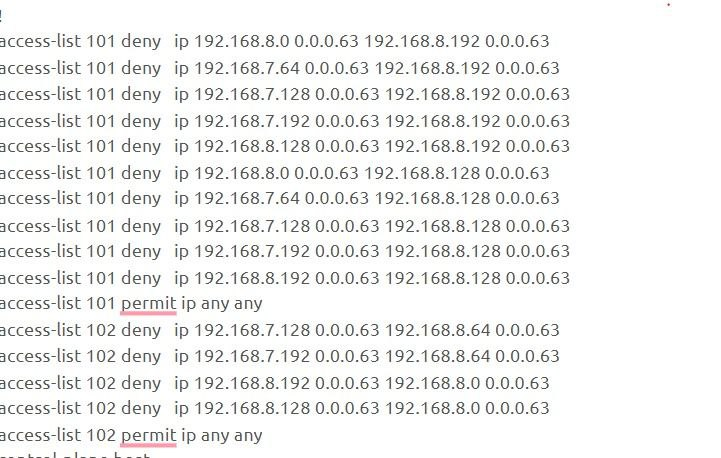 !
access-list 101 deny ip 192.168.8.0 0.0.0.63 192.168.8.192 0.0.0.63
access-list 101 deny ip 192.168.7.64 0.0.0.63 192.168.8.192 0.0.0.63
access-list 101 deny ip 192.168.7.128 0.0.0.63 192.168.8.192 0.0.0.63
access-list 101 deny ip 192.168.7.192 0.0.0.63 192.168.8.192 0.0.0.63
access-list 101 deny ip 192.168.8.128 0.0.0.63 192.168.8.192 0.0.0.63
access-list 101 deny ip 192.168.8.0 0.0.0.63 192.168.8.128 0.0.0.63
access-list 101 deny ip 192.168.7.64 0.0.0.63 192.168.8.128 0.0.0.63
access-list 101 deny ip 192.168.7.128 0.0.0.63 192.168.8.128 0.0.0.63
access-list 101 deny ip 192.168.7.192 0.0.0.63 192.168.8.128 0.0.0.63
access-list 101 deny ip 192.168.8.192 0.0.0.63 192.168.8.128 0.0.0.63
access-list 101 permit ip any any
access-list 102 deny ip 192.168.7.128 0.0.0.63 192.168.8.64 0.0.0.63
access-list 102 deny ip 192.168.7.192 0.0.0.63 192.168.8.64 0.0.0.63
access-list 102 deny ip 192.168.8.192 0.0.0.63 192.168.8.0 0.0.0.63
access-list 102 deny ip 192.168.8.128 0.0.0.63 192.168.8.0 0.0.0.63
access-list 102 permit ip any any